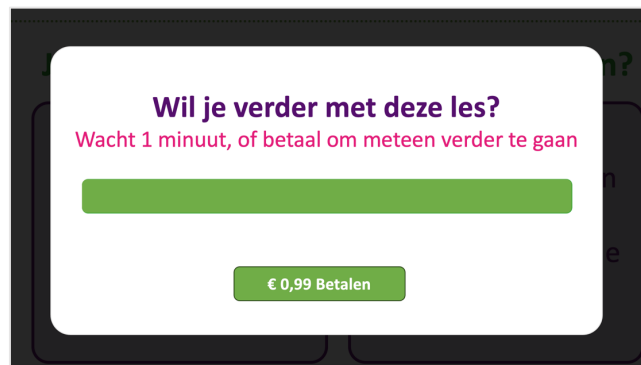 Wil je verder met deze les?
Wacht 1 minuut, of betaal om meteen verder te gaan
€ 0,99 Betalen